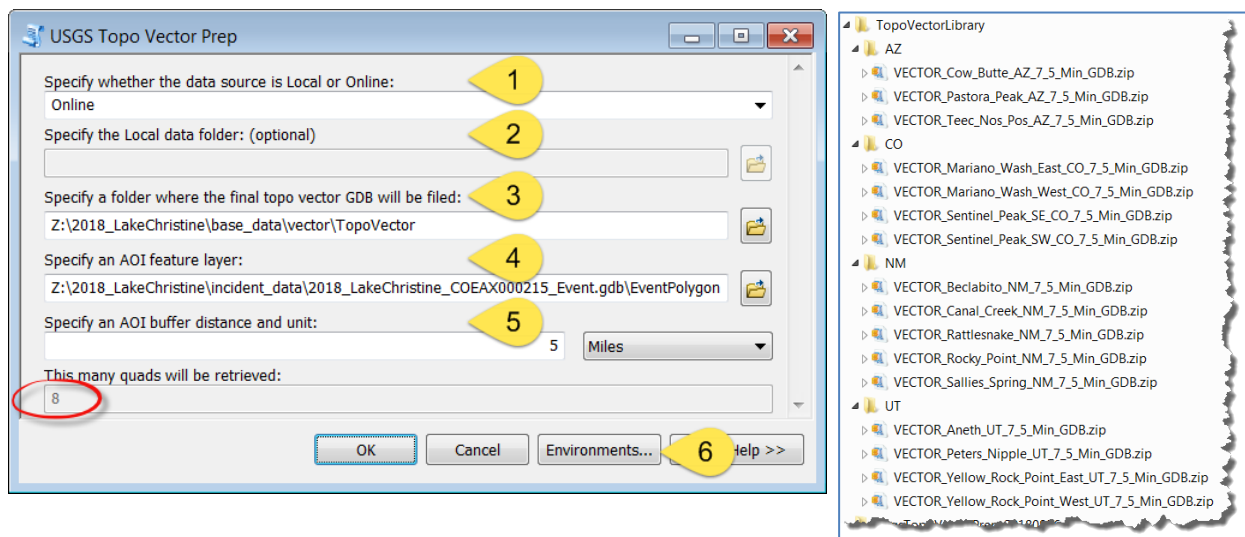 USGS Topo Vector Prep
Specify whether the data source is Local or Online:
1
Online
Specify the Local data folder: (optional)
2
Specify a folder where the final topo vector GDB will be filed:
3
Z:\2018_LakeChristine\base_data\vector\TopoVector
Specify an AOI feature layer:
4
Z:\2018_LakeChristine\incident_data\2018_LakeChristine_COEAX000215_Event.gdb\EventPolygon
Specify an AOI buffer distance and unit:
5
5 Miles
This many quads will be retrieved:
8
OK Cancel Environments... 6 Help >>
TopoVectorLibrary
AZ
VECTOR_Cow_Butte_AZ_7_5_Min_GDB.zip
VECTOR_Pastora_Peak_AZ_7_5_Min_GDB.zip
VECTOR_Teec_Nos_Pos_AZ_7_5_Min_GDB.zip
CO
VECTOR_Mariano_Wash_East_CO_7_5_Min_GDB.zip
VECTOR_Mariano_Wash_West_CO_7_5_Min_GDB.zip
VECTOR_Sentinel_Peak_SE_CO_7_5_Min_GDB.zip
VECTOR_Sentinel_Peak_SW_CO_7_5_Min_GDB.zip
NM
VECTOR_Beclabito_NM_7_5_Min_GDB.zip
VECTOR_Canal_Creek_NM_7_5_Min_GDB.zip
VECTOR_Rattlesnake_NM_7_5_Min_GDB.zip
VECTOR_Rocky_Point_NM_7_5_Min_GDB.zip
VECTOR_Sallies_Spring_NM_7_5_Min_GDB.zip
UT
VECTOR_Aneth_UT_7_5_Min_GDB.zip
VECTOR_Peters_Nipple_UT_7_5_Min_GDB.zip
VECTOR_Yellow_Rock_Point_East_UT_7_5_Min_GDB.zip
VECTOR_Yellow_Rock_Point_West_UT_7_5_Min_GDB.zip